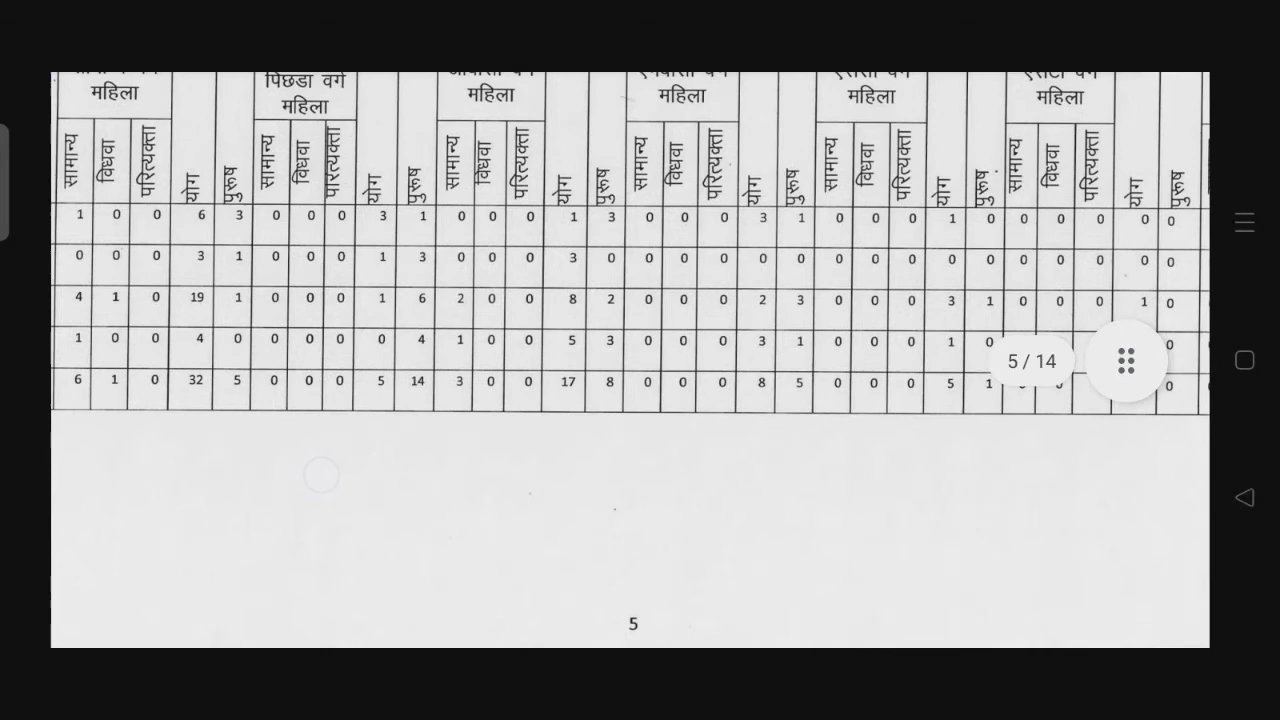 पिछडा वर्ग
महिला महिला महिला महिला महिला महिला
सामान्य विधवा परित्यक्ता योग पुरूष सामान्य विधवा परित्यक्ता योग पुरूष सामान्य विधवा परित्यक्ता योग पुरूष सामान्य विधवा परित्यक्ता योग पुरूष सामान्य विधवा परित्यक्ता योग पुरूष सामान्य विधवा परित्यक्ता योग पुरूष
1 0 0 6 3 0 0 0 3 1 0 0 0 1 3 0 0 0 3 1 0 0 0 1 0 0 0 0 0 0
0 0 0 3 1 0 0 0 1 3 0 0 0 3 0 0 0 0 0 0 0 0 0 0 0 0 0 0 0 0
4 1 0 19 1 0 0 0 1 6 2 0 0 8 2 0 0 0 2 3 0 0 0 3 1 0 0 0 1 0
1 0 0 4 0 0 0 0 0 4 1 0 0 5 3 0 0 0 3 1 0 0 0 1 0 0
6 1 0 32 5 0 0 0 5 14 3 0 0 17 8 0 0 0 8 5 0 0 0 5 1 0
5 / 14
5